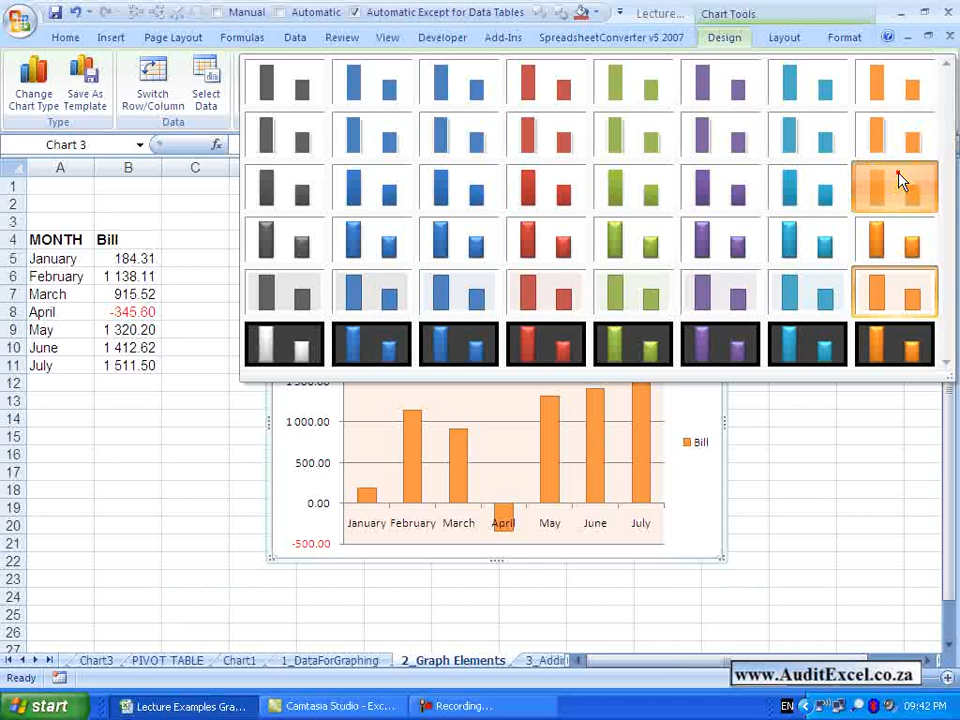 Manual Automatic Automatic Except for Data Tables Lecture... Chart Tools
Home Insert Page Layout Formulas Data Review View Developer Add-Ins SpreadsheetConverter v5 2007 Design Layout Format
Change Chart Type
Save As Template
Switch Row/Column
Select Data
Type Data
Chart 3 fx
A B C
1
2
3
4 MONTH Bill
5 January 184.31
6 February 1 138.11
7 March 915.52
8 April -345.60
9 May 1 320.20
10 June 1 412.62
11 July 1 511.50
12
13
14
15
16
17
18
19
20
21
22
23
24
25
26
27
1 500.00
1 000.00
500.00
0.00
-500.00
January February March April May June July
Bill
Chart3 PIVOT TABLE Chart1 1_DataForGraphing 2_Graph Elements 3_Addin
Ready
www.AuditExcel.co.za
start Lecture Examples Gra... Camtasia Studio - Exc... Recording... EN 09:42 PM